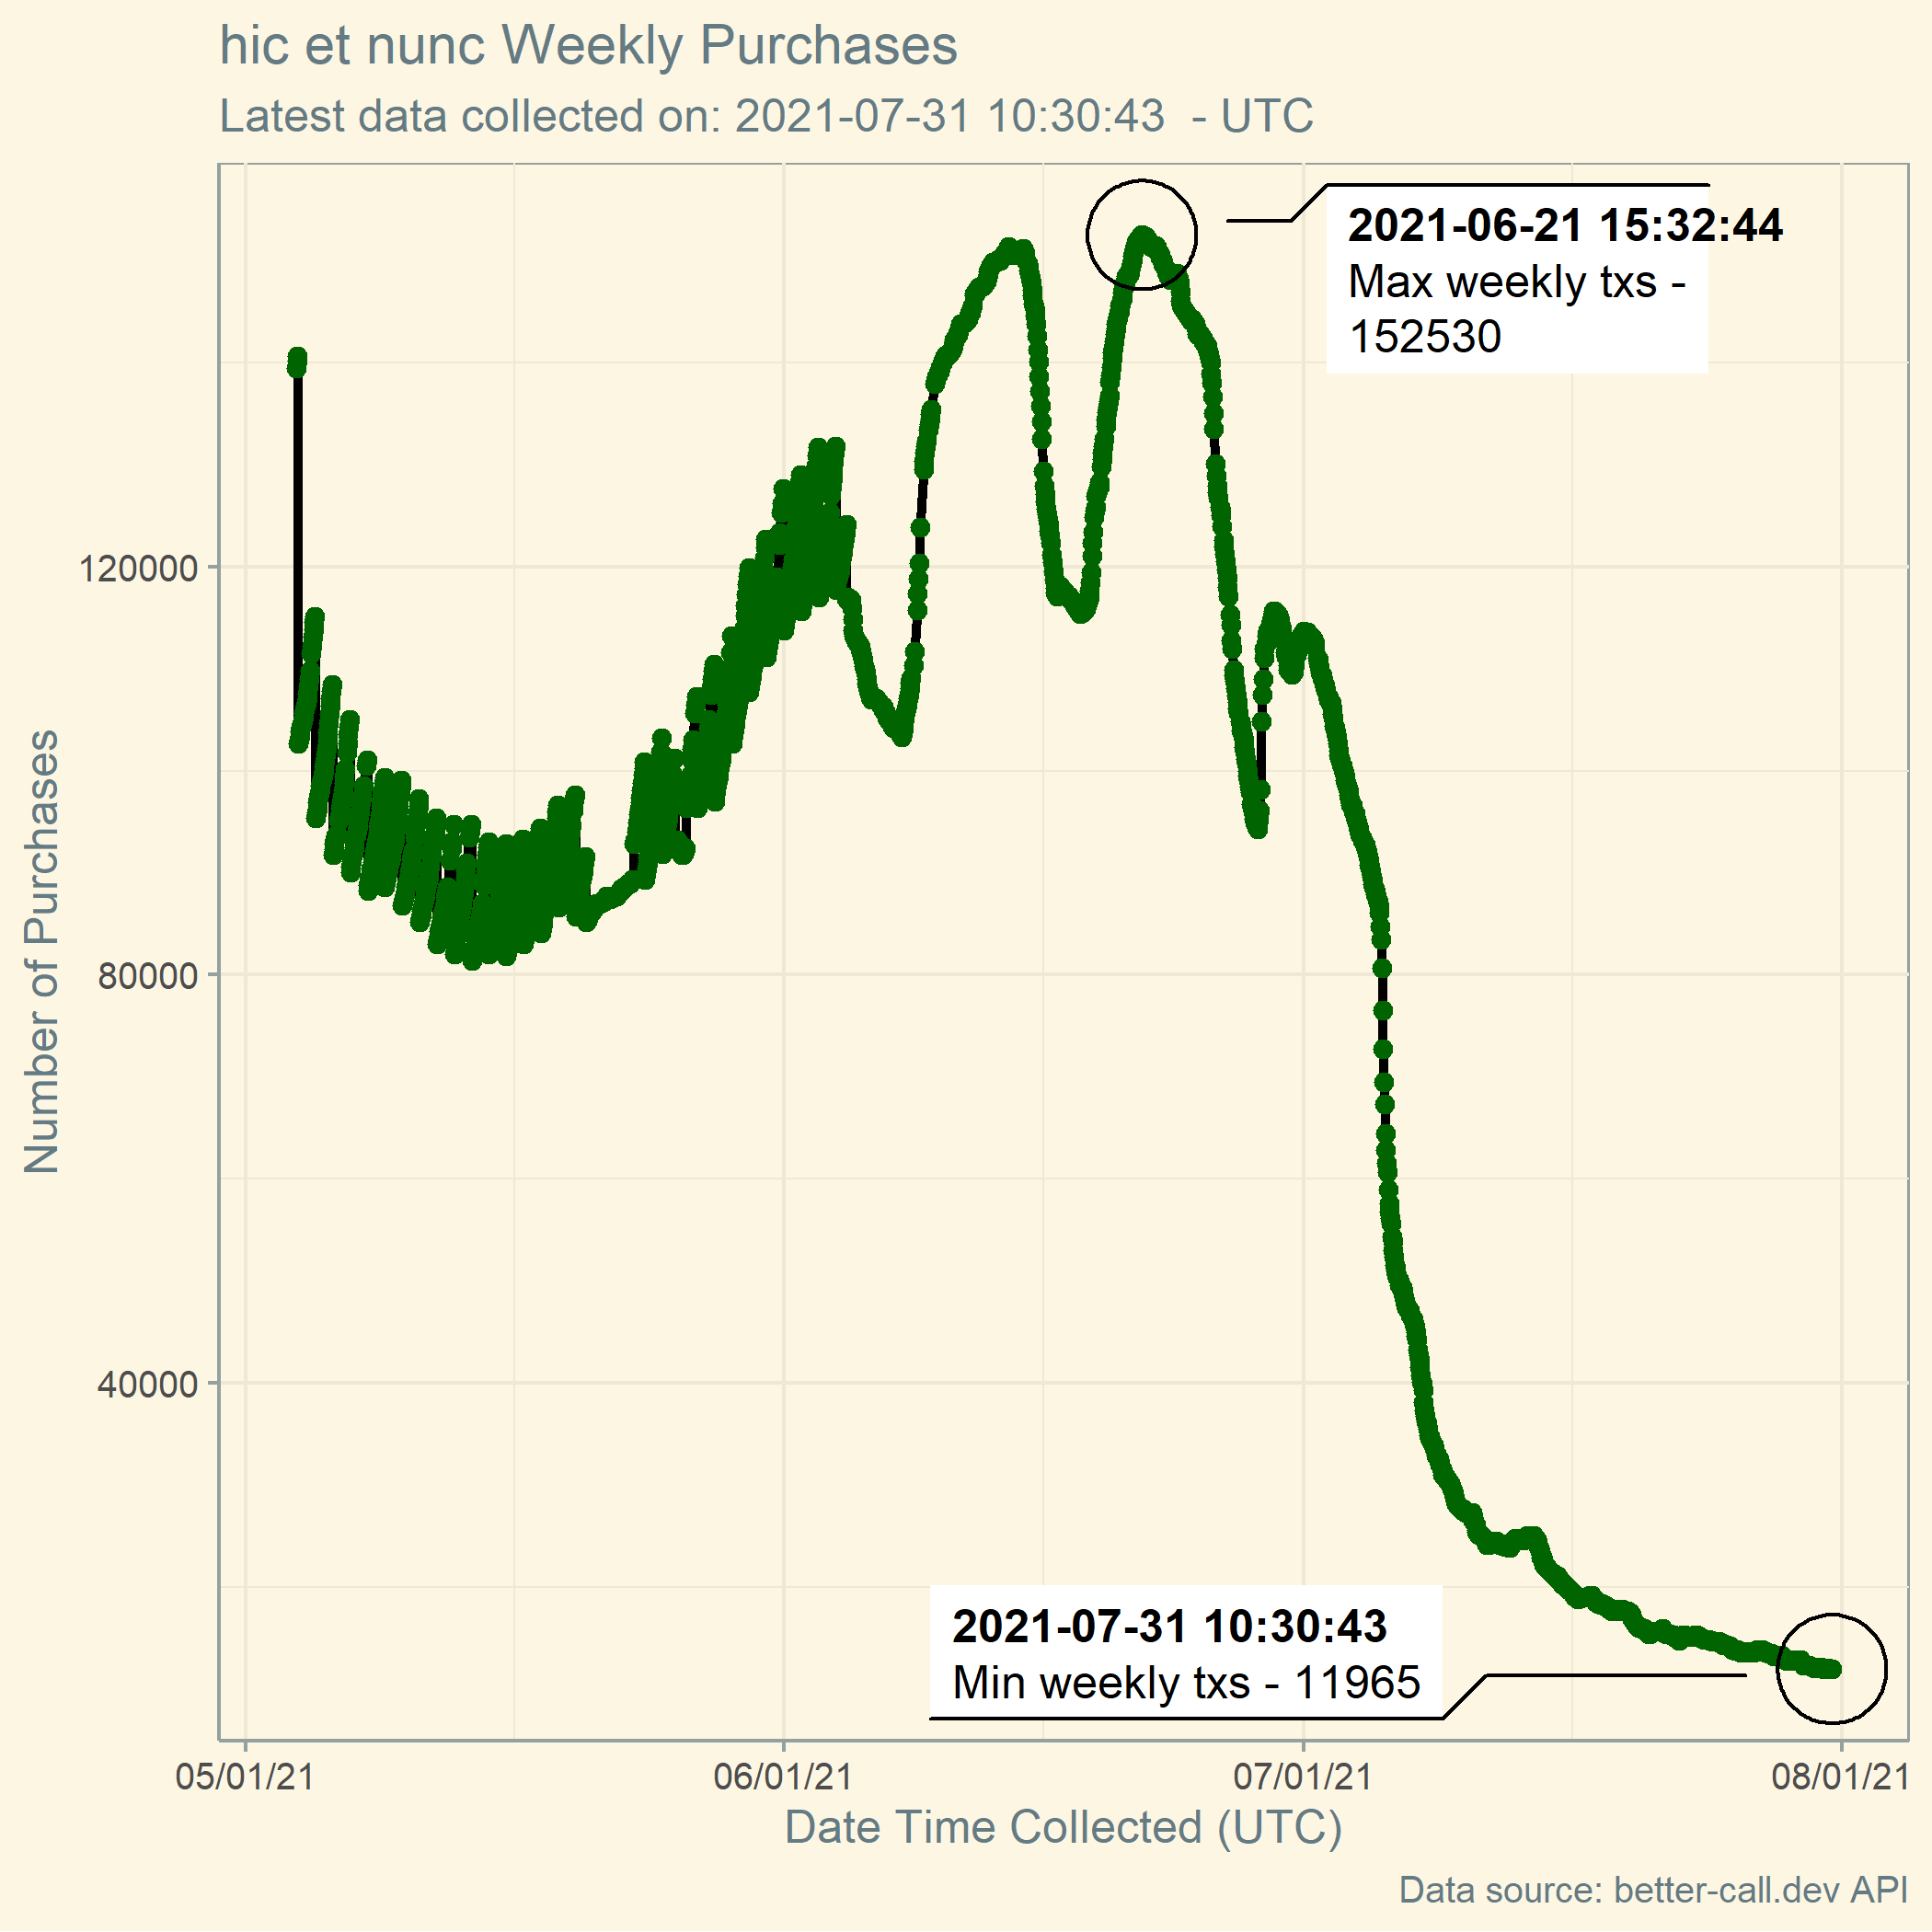 hic et nunc Weekly Purchases
Latest data collected on: 2021-07-31 10:30:43  - UTC
2021-06-21 15:32:44
Max weekly txs -
152530
120000
80000
40000
Number of Purchases
2021-07-31 10:30:43
Min weekly txs - 11965
05/01/21
06/01/21
07/01/21
08/01/21
Date Time Collected (UTC)
Data source: better-call.dev API